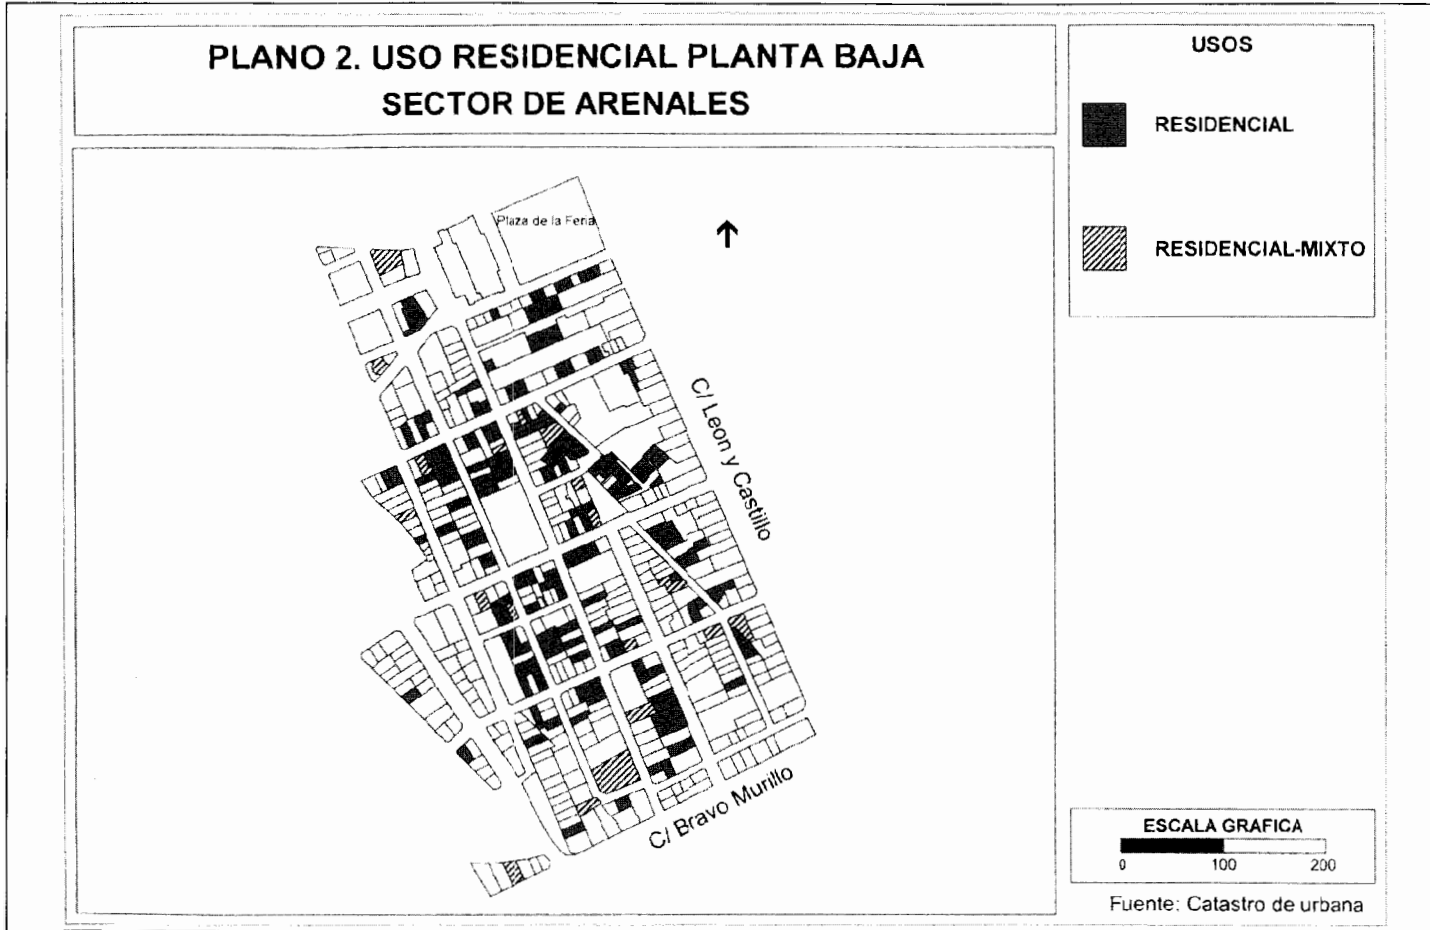 PLANO 2. USO RESIDENCIAL PLANTA BAJA
SECTOR DE ARENALES
USOS
RESIDENCIAL
RESIDENCIAL-MIXTO
Plaza de la Feria
C/ Leon y Castillo
C/ Bravo Murillo
ESCALA GRAFICA
0 100 200
Fuente: Catastro de urbana